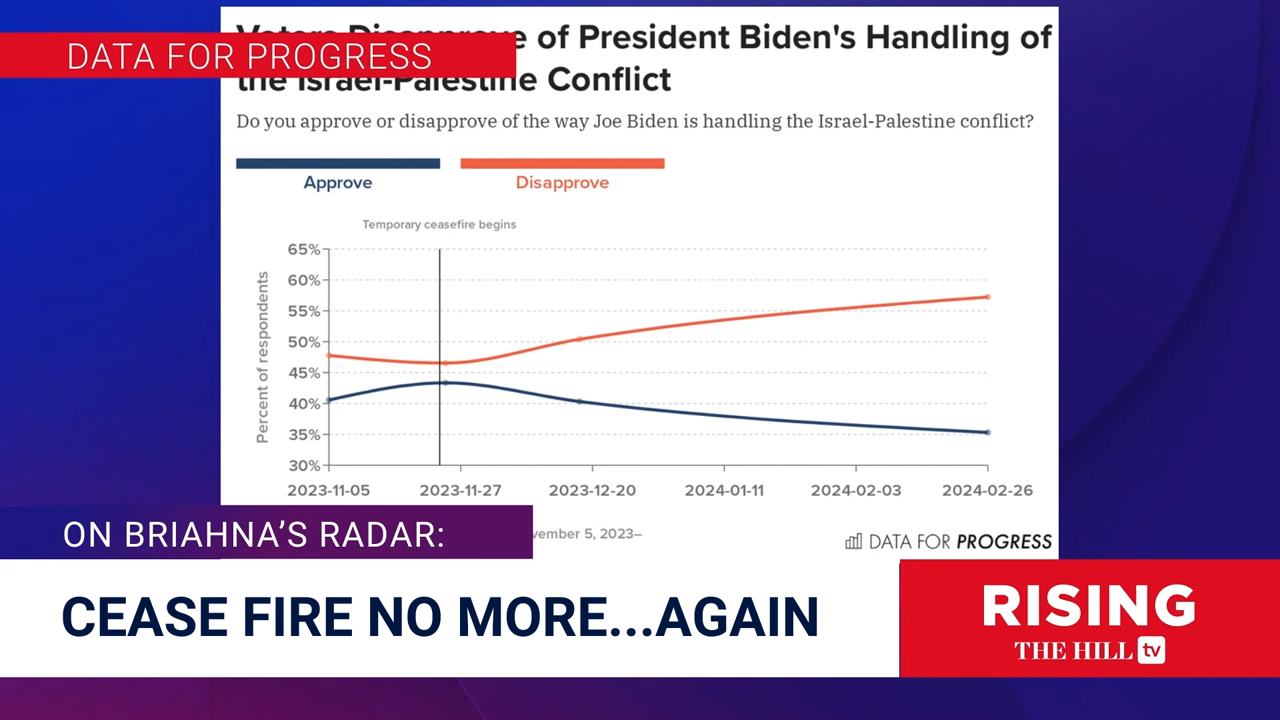 DATA FOR PROGRESS
of President Biden's Handling of
the Israel-Palestine Conflict
Do you approve or disapprove of the way Joe Biden is handling the Israel-Palestine conflict?
Approve
Disapprove
Temporary ceasefire begins
Percent of respondents
65%
60%
55%
50%
45%
40%
35%
30%
2023-11-05
2023-11-27
2023-12-20
2024-01-11
2024-02-03
2024-02-26
2023–
DATA FOR PROGRESS
ON BRIAHNA'S RADAR:
CEASE FIRE NO MORE...AGAIN
RISING
THE HILL tv